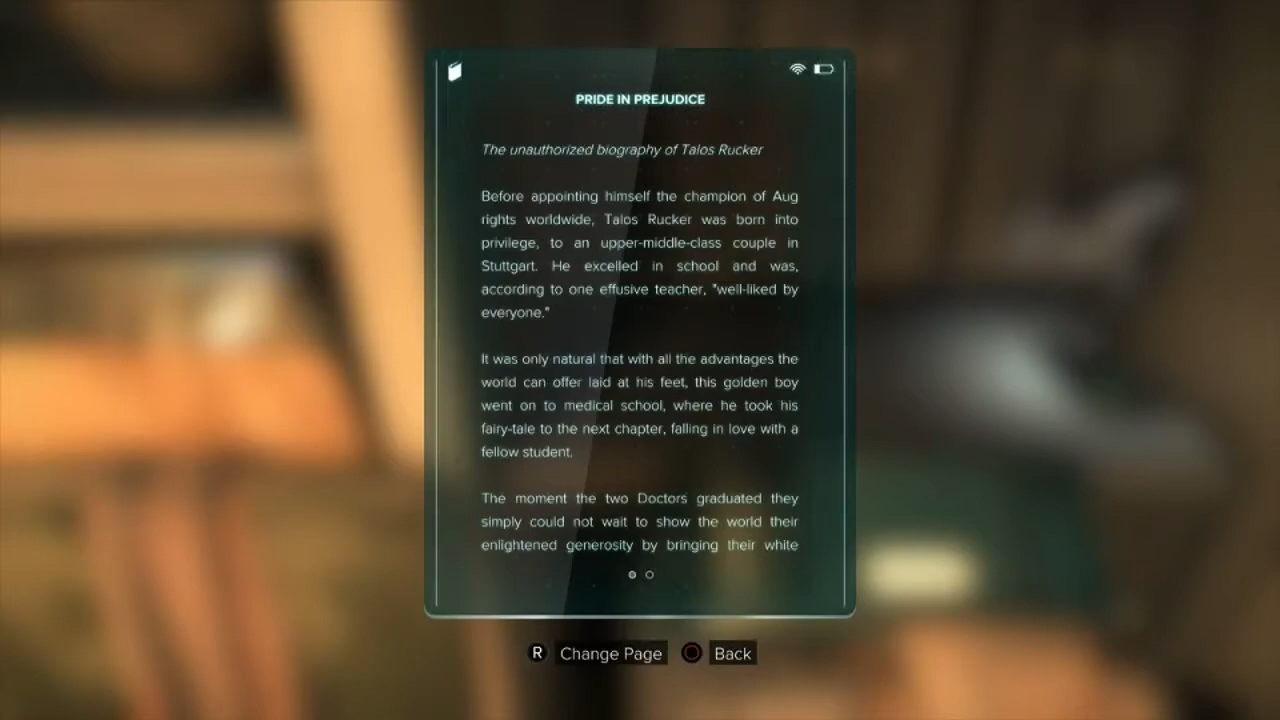 PRIDE IN PREJUDICE
The unauthorized biography of Talos Rucker
Before appointing himself the champion of Aug
rights worldwide, Talos Rucker was born into
privilege, to an upper-middle-class couple in
Stuttgart. He excelled in school and was,
according to one effusive teacher, "well-liked by
everyone."
It was only natural that with all the advantages the
world can offer laid at his feet, this golden boy
went on to medical school, where he took his
fairy-tale to the next chapter, falling in love with a
fellow student.
The moment the two Doctors graduated they
simply could not wait to show the world their
enlightened generosity by bringing their white
R Change Page Back